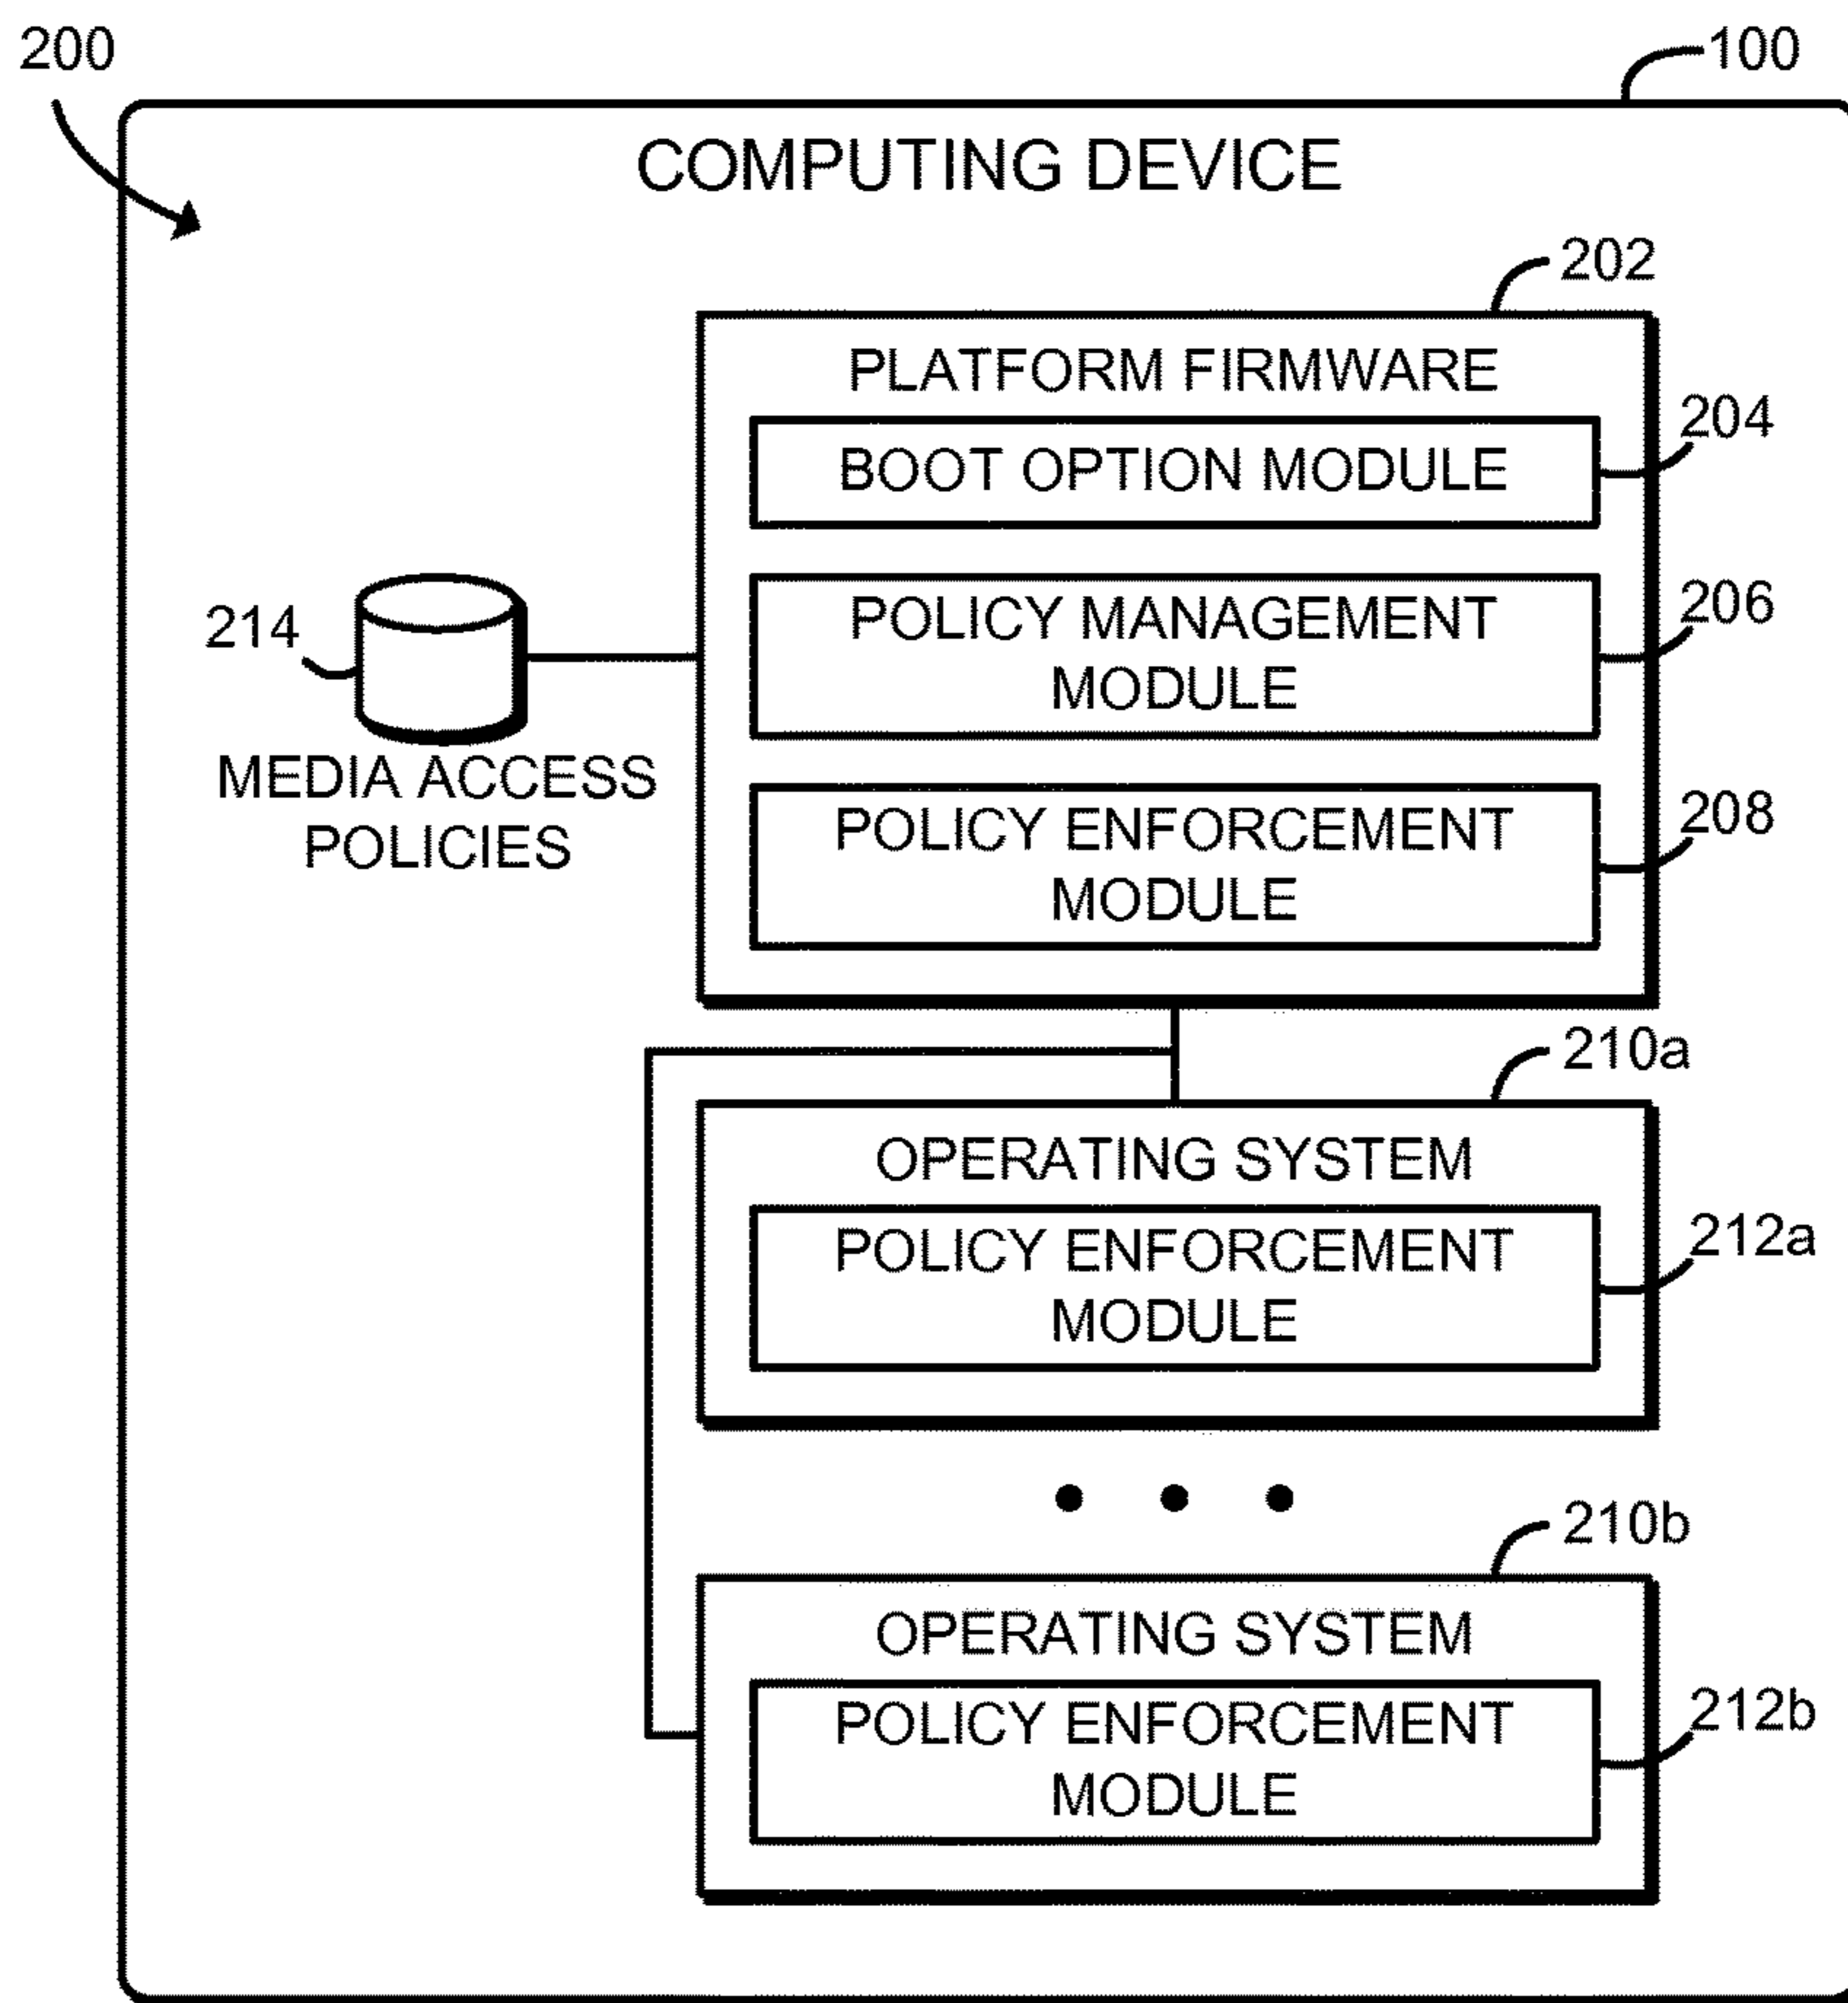 200
100
COMPUTING DEVICE
202
PLATFORM FIRMWARE
204
BOOT OPTION MODULE
206
POLICY MANAGEMENT
MODULE
214
MEDIA ACCESS
POLICIES
208
POLICY ENFORCEMENT
MODULE
210a
OPERATING SYSTEM
212a
POLICY ENFORCEMENT
MODULE
210b
OPERATING SYSTEM
212b
POLICY ENFORCEMENT
MODULE